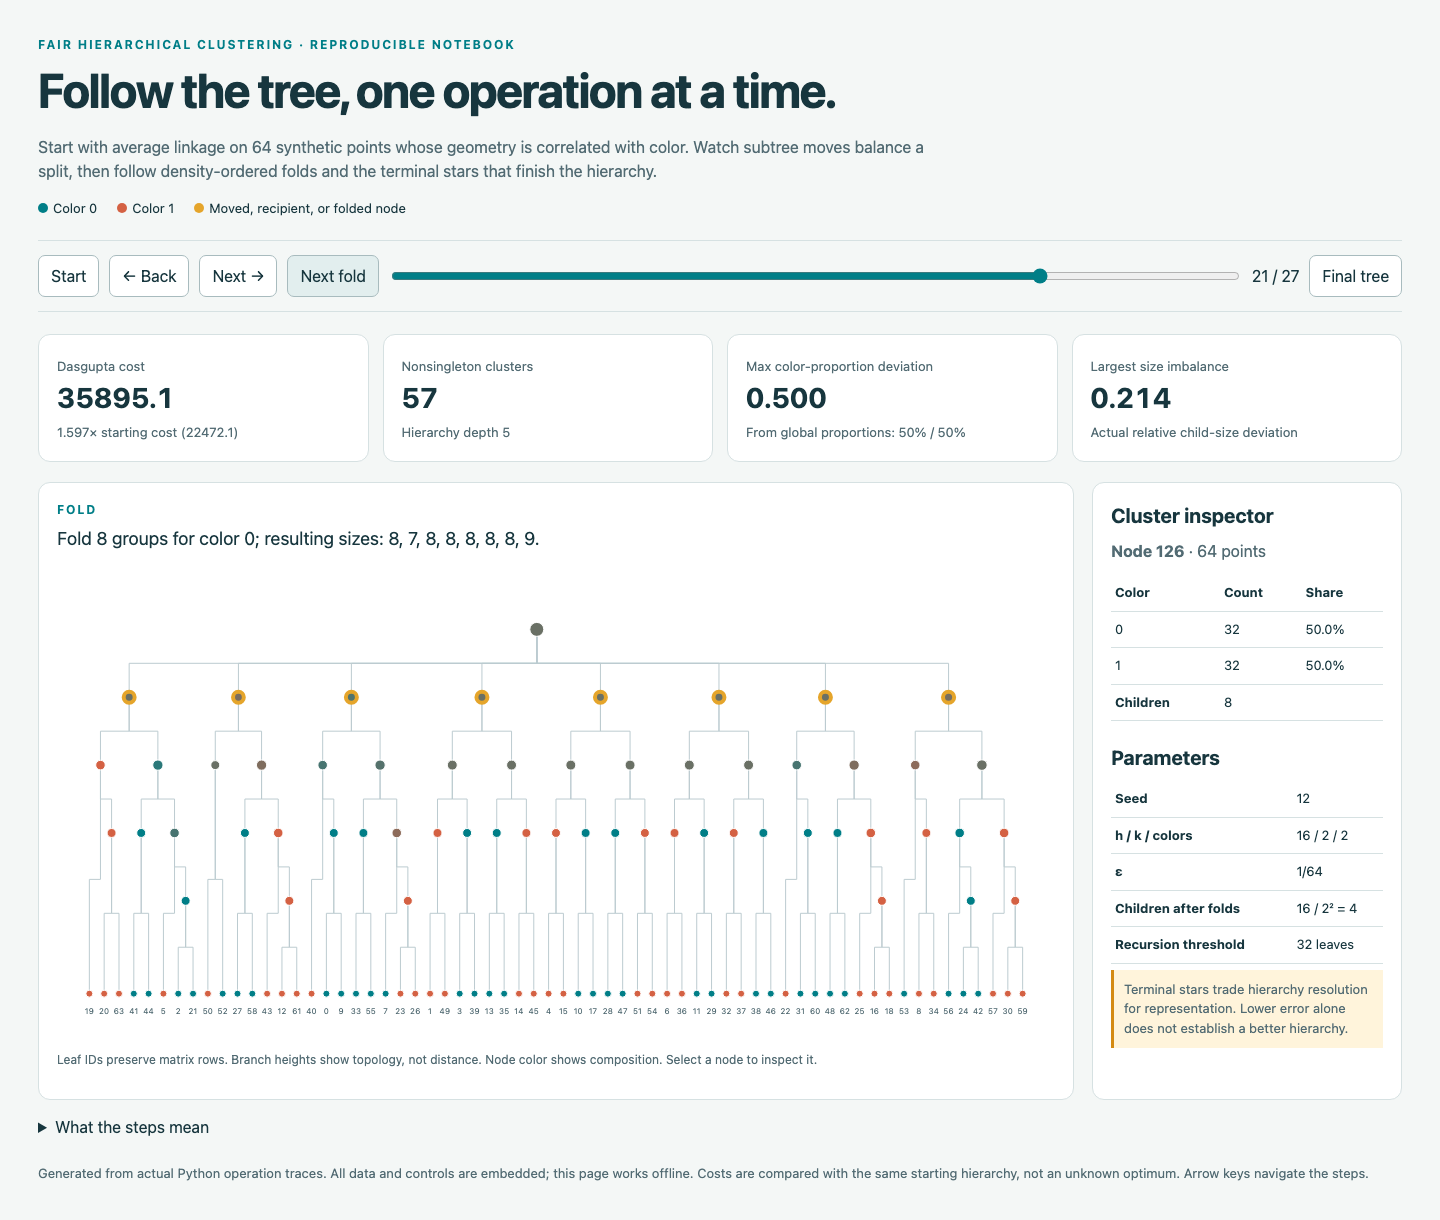 FAIR HIERARCHICAL CLUSTERING · REPRODUCIBLE NOTEBOOK
Follow the tree, one operation at a time.
Start with average linkage on 64 synthetic points whose geometry is correlated with color. Watch subtree moves balance a
split, then follow density-ordered folds and the terminal stars that finish the hierarchy.
Color 0 Color 1 Moved, recipient, or folded node
Start ← Back Next → Next fold 21 / 27 Final tree
Dasgupta cost
35895.1
1.597× starting cost (22472.1)
Nonsingleton clusters
57
Hierarchy depth 5
Max color-proportion deviation
0.500
From global proportions: 50% / 50%
Largest size imbalance
0.214
Actual relative child-size deviation
FOLD
Fold 8 groups for color 0; resulting sizes: 8, 7, 8, 8, 8, 8, 8, 9.
19 20 63 41 44 5 2 21 50 52 27 58 43 12 61 40 0 9 33 55 7 23 26 1 49 3 39 13 35 14 45 4 15 10 17 28 47 51 54 6 36 11 29 32 37 38 46 22 31 60 48 62 25 16 18 53 8 34 56 24 42 57 30 59
Leaf IDs preserve matrix rows. Branch heights show topology, not distance. Node color shows composition. Select a node to inspect it.
Cluster inspector
Node 126 · 64 points
Color Count Share
0 32 50.0%
1 32 50.0%
Children 8
Parameters
Seed 12
h / k / colors 16 / 2 / 2
ε 1/64
Children after folds 16 / 2² = 4
Recursion threshold 32 leaves
Terminal stars trade hierarchy resolution
for representation. Lower error alone
does not establish a better hierarchy.
▶ What the steps mean
Generated from actual Python operation traces. All data and controls are embedded; this page works offline. Costs are compared with the same starting hierarchy, not an unknown optimum. Arrow keys navigate the steps.